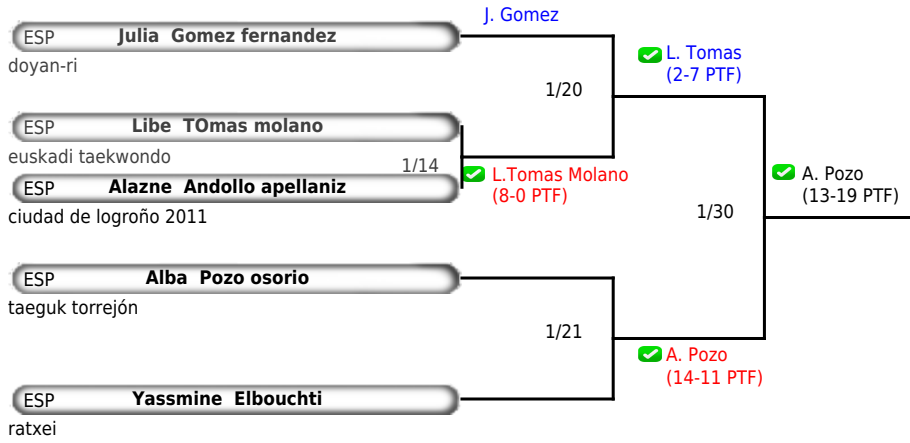 J. Gomez
ESP Julia Gomez fernandez
doyan-ri
L. Tomas
(2-7 PTF)
1/20
ESP Libe TOmas molano
euskadi taekwondo
1/14
L.Tomas Molano
(8-0 PTF)
ESP Alazne Andollo apellaniz
ciudad de logroño 2011
A. Pozo
(13-19 PTF)
1/30
ESP Alba Pozo osorio
taeguk torrejón
1/21
A. Pozo
(14-11 PTF)
ESP Yassmine Elbouchti
ratxei